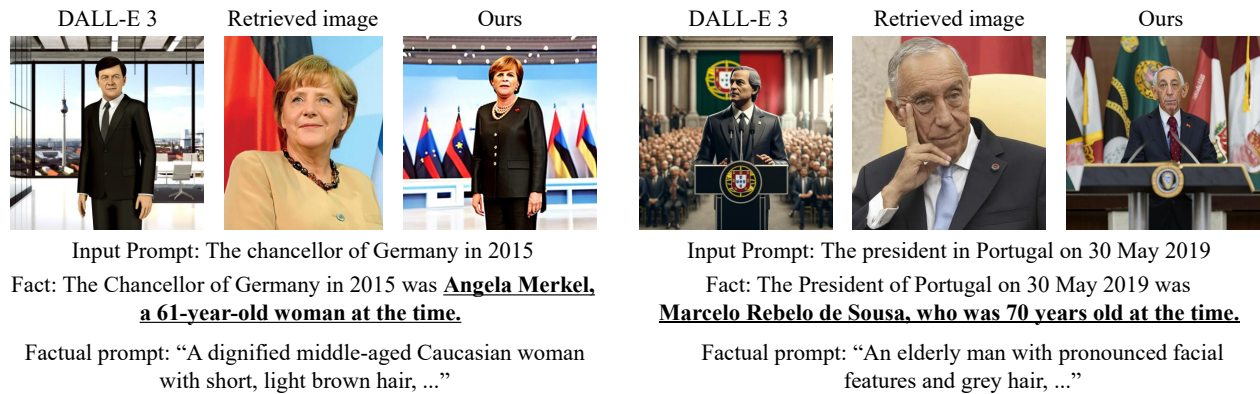 DALL-E 3
Retrieved image
Ours
Input Prompt: The chancellor of Germany in 2015
Fact: The Chancellor of Germany in 2015 was Angela Merkel,
a 61-year-old woman at the time.
Factual prompt: “A dignified middle-aged Caucasian woman
with short, light brown hair, ...”
DALL-E 3
Retrieved image
Ours
Input Prompt: The president in Portugal on 30 May 2019
Fact: The President of Portugal on 30 May 2019 was
Marcelo Rebelo de Sousa, who was 70 years old at the time.
Factual prompt: “An elderly man with pronounced facial
features and grey hair, ...”